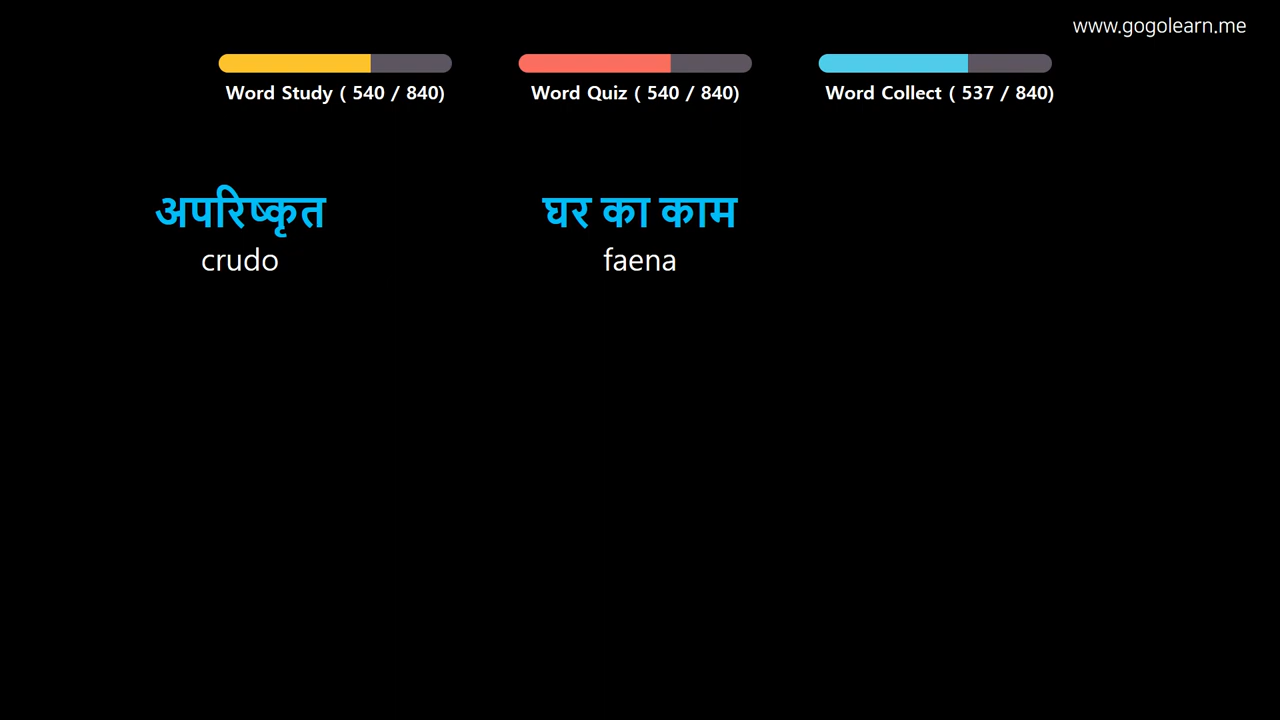 www.gogolearn.me
Word Study ( 540 / 840)
Word Quiz ( 540 / 840)
Word Collect ( 537 / 840)
अपरिष्कृत
crudo
घर का काम
faena